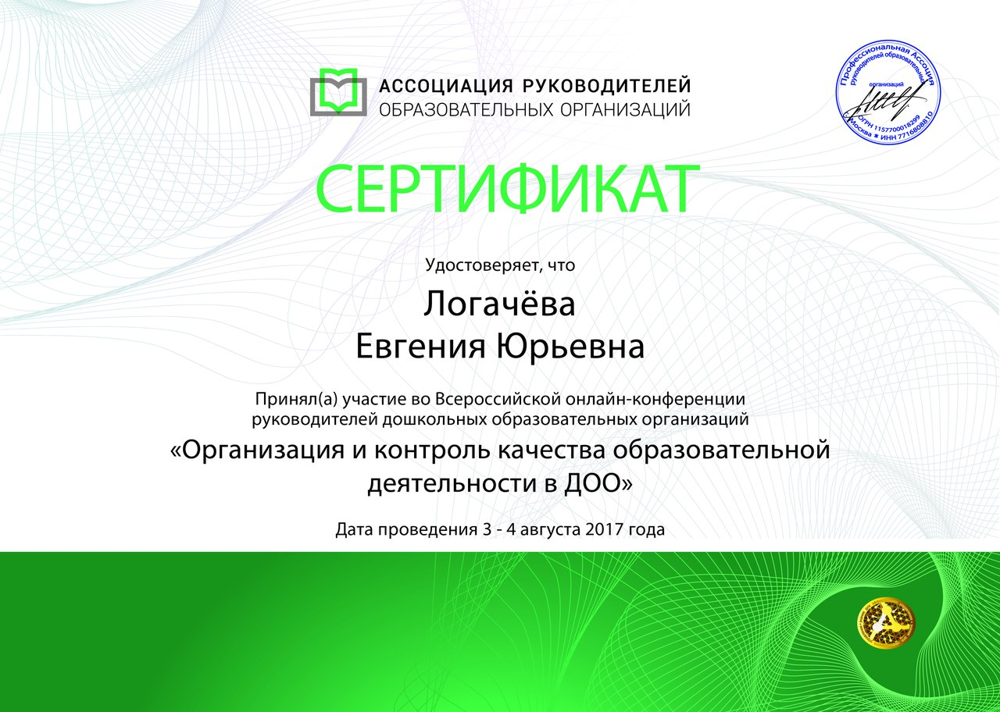 АССОЦИАЦИЯ РУКОВОДИТЕЛЕЙ
ОБРАЗОВАТЕЛЬНЫХ ОРГАНИЗАЦИЙ
Профессиональная Ассоциация
руководителей образовательных
организаций
ОГРН 1157700018299
Москва * ИНН 7716808810
СЕРТИФИКАТ
Удостоверяет, что
Логачёва
Евгения Юрьевна
Принял(а) участие во Всероссийской онлайн-конференции
руководителей дошкольных образовательных организаций
«Организация и контроль качества образовательной
деятельности в ДОО»
Дата проведения 3 - 4 августа 2017 года